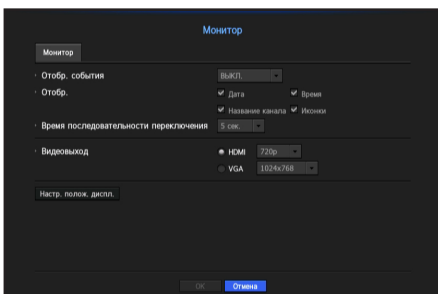 Монитор
Монитор
Отобр. события ВЫКЛ.
Отобр. Дата Время
Название канала Иконки
Время последовательности переключения 5 сек.
Видеовыход HDMI 720p
VGA 1024x768
Настр. полож. диспл.
OK Отмена